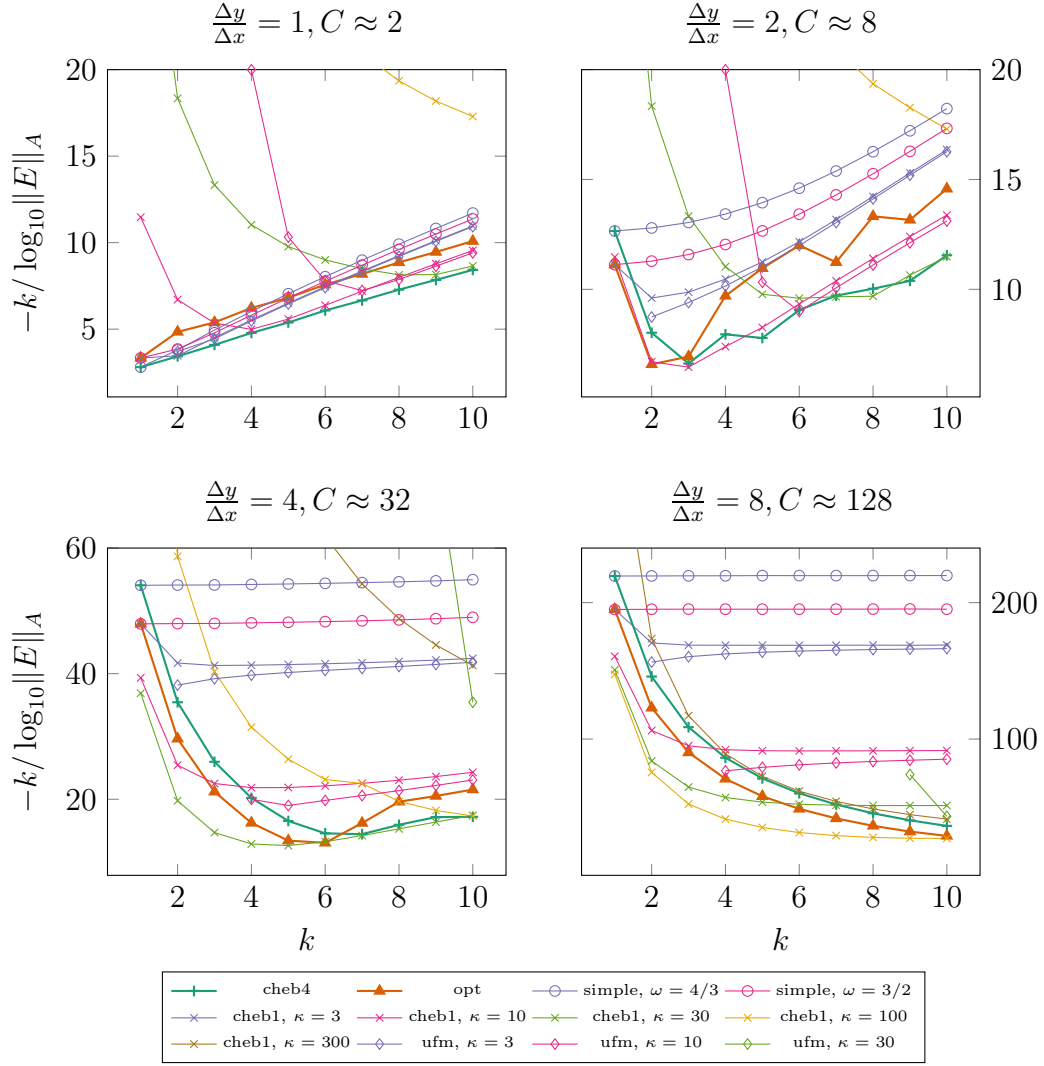 Δy/Δx = 1, C ≈ 2
Δy/Δx = 2, C ≈ 8
20
15
10
5
2 4 6 8 10
−k/ log₁₀‖E‖_A
20
15
10
2 4 6 8 10
Δy/Δx = 4, C ≈ 32
Δy/Δx = 8, C ≈ 128
60
40
20
2 4 6 8 10
−k/ log₁₀‖E‖_A
k
200
100
2 4 6 8 10
k
cheb4 opt simple, ω = 4/3 simple, ω = 3/2
cheb1, κ = 3 cheb1, κ = 10 cheb1, κ = 30 cheb1, κ = 100
cheb1, κ = 300 ufm, κ = 3 ufm, κ = 10 ufm, κ = 30